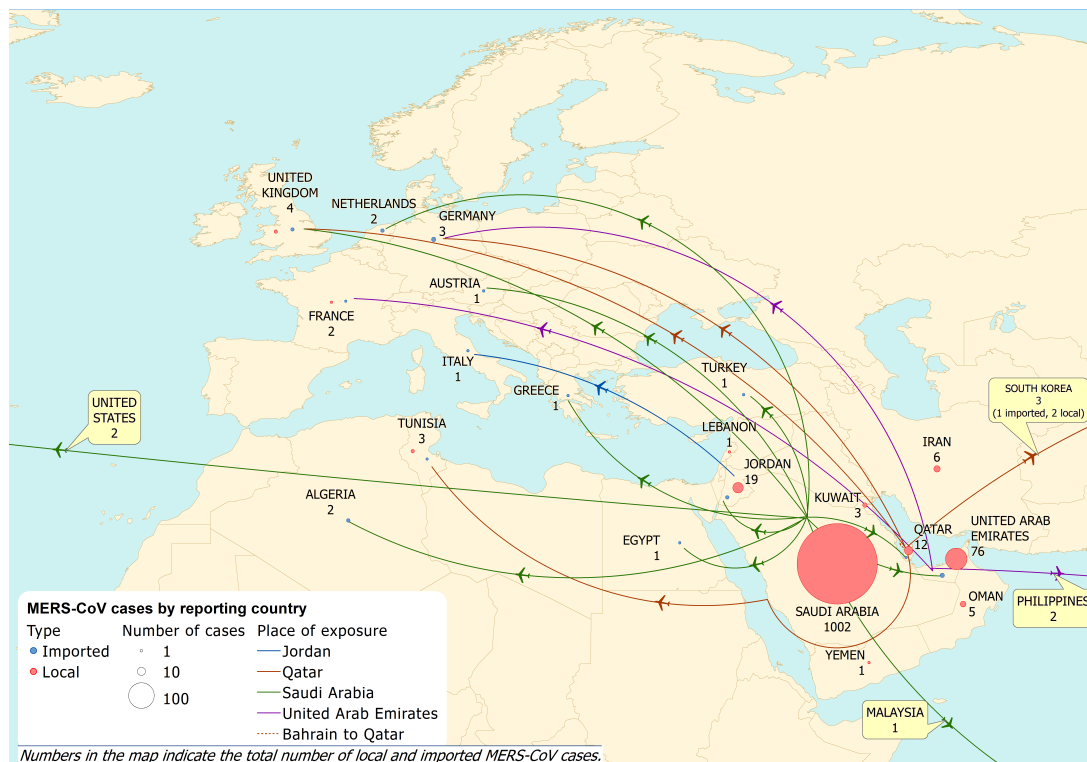 UNITED
KINGDOM
4
NETHERLANDS
2
GERMANY
3
AUSTRIA
1
FRANCE
2
ITALY
1
GREECE
1
TURKEY
1
UNITED
STATES
2
TUNISIA
3
LEBANON
1
SOUTH KOREA
3
(1 imported, 2 local)
IRAN
6
JORDAN
19
ALGERIA
2
KUWAIT
3
EGYPT
1
QATAR
12
UNITED ARAB
EMIRATES
76
SAUDI ARABIA
1002
OMAN
5
PHILIPPINES
2
YEMEN
1
MALAYSIA
1
MERS-CoV cases by reporting country
Type
Imported
Local
Number of cases
1
10
100
Place of exposure
Jordan
Qatar
Saudi Arabia
United Arab Emirates
Bahrain to Qatar
Numbers in the map indicate the total number of local and imported MERS-CoV cases.